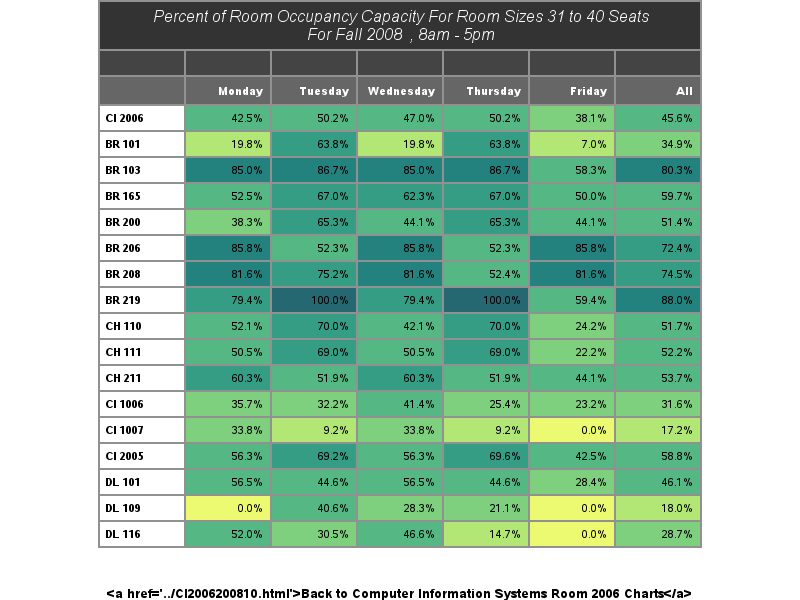 Percent of Room Occupancy Capacity For Room Sizes 31 to 40 Seats
For Fall 2008 , 8am - 5pm
Monday Tuesday Wednesday Thursday Friday All
CI 2006 42.5% 50.2% 47.0% 50.2% 38.1% 45.6%
BR 101 19.8% 63.8% 19.8% 63.8% 7.0% 34.9%
BR 103 85.0% 86.7% 85.0% 86.7% 58.3% 80.3%
BR 165 52.5% 67.0% 62.3% 67.0% 50.0% 59.7%
BR 200 38.3% 65.3% 44.1% 65.3% 44.1% 51.4%
BR 206 85.8% 52.3% 85.8% 52.3% 85.8% 72.4%
BR 208 81.6% 75.2% 81.6% 52.4% 81.6% 74.5%
BR 219 79.4% 100.0% 79.4% 100.0% 59.4% 88.0%
CH 110 52.1% 70.0% 42.1% 70.0% 24.2% 51.7%
CH 111 50.5% 69.0% 50.5% 69.0% 22.2% 52.2%
CH 211 60.3% 51.9% 60.3% 51.9% 44.1% 53.7%
CI 1006 35.7% 32.2% 41.4% 25.4% 23.2% 31.6%
CI 1007 33.8% 9.2% 33.8% 9.2% 0.0% 17.2%
CI 2005 56.3% 69.2% 56.3% 69.6% 42.5% 58.8%
DL 101 56.5% 44.6% 56.5% 44.6% 28.4% 46.1%
DL 109 0.0% 40.6% 28.3% 21.1% 0.0% 18.0%
DL 116 52.0% 30.5% 46.6% 14.7% 0.0% 28.7%
<a href='../CI2006200810.html'>Back to Computer Information Systems Room 2006 Charts</a>